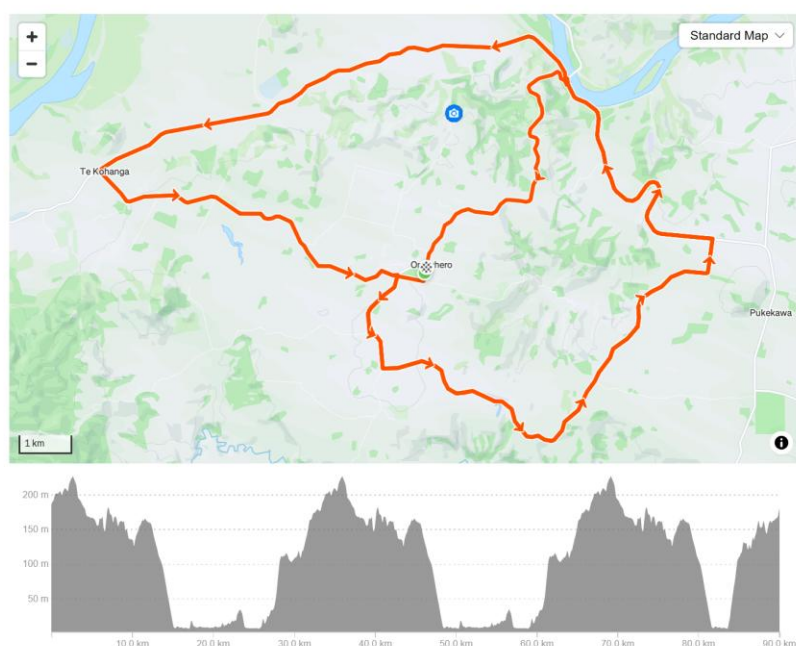 +
Standard Map
−
Te Kohanga
Pukekawa
1 km
i
200 m
150 m
100 m
50 m
10.0 km
20.0 km
30.0 km
40.0 km
50.0 km
60.0 km
70.0 km
80.0 km
90.0 km